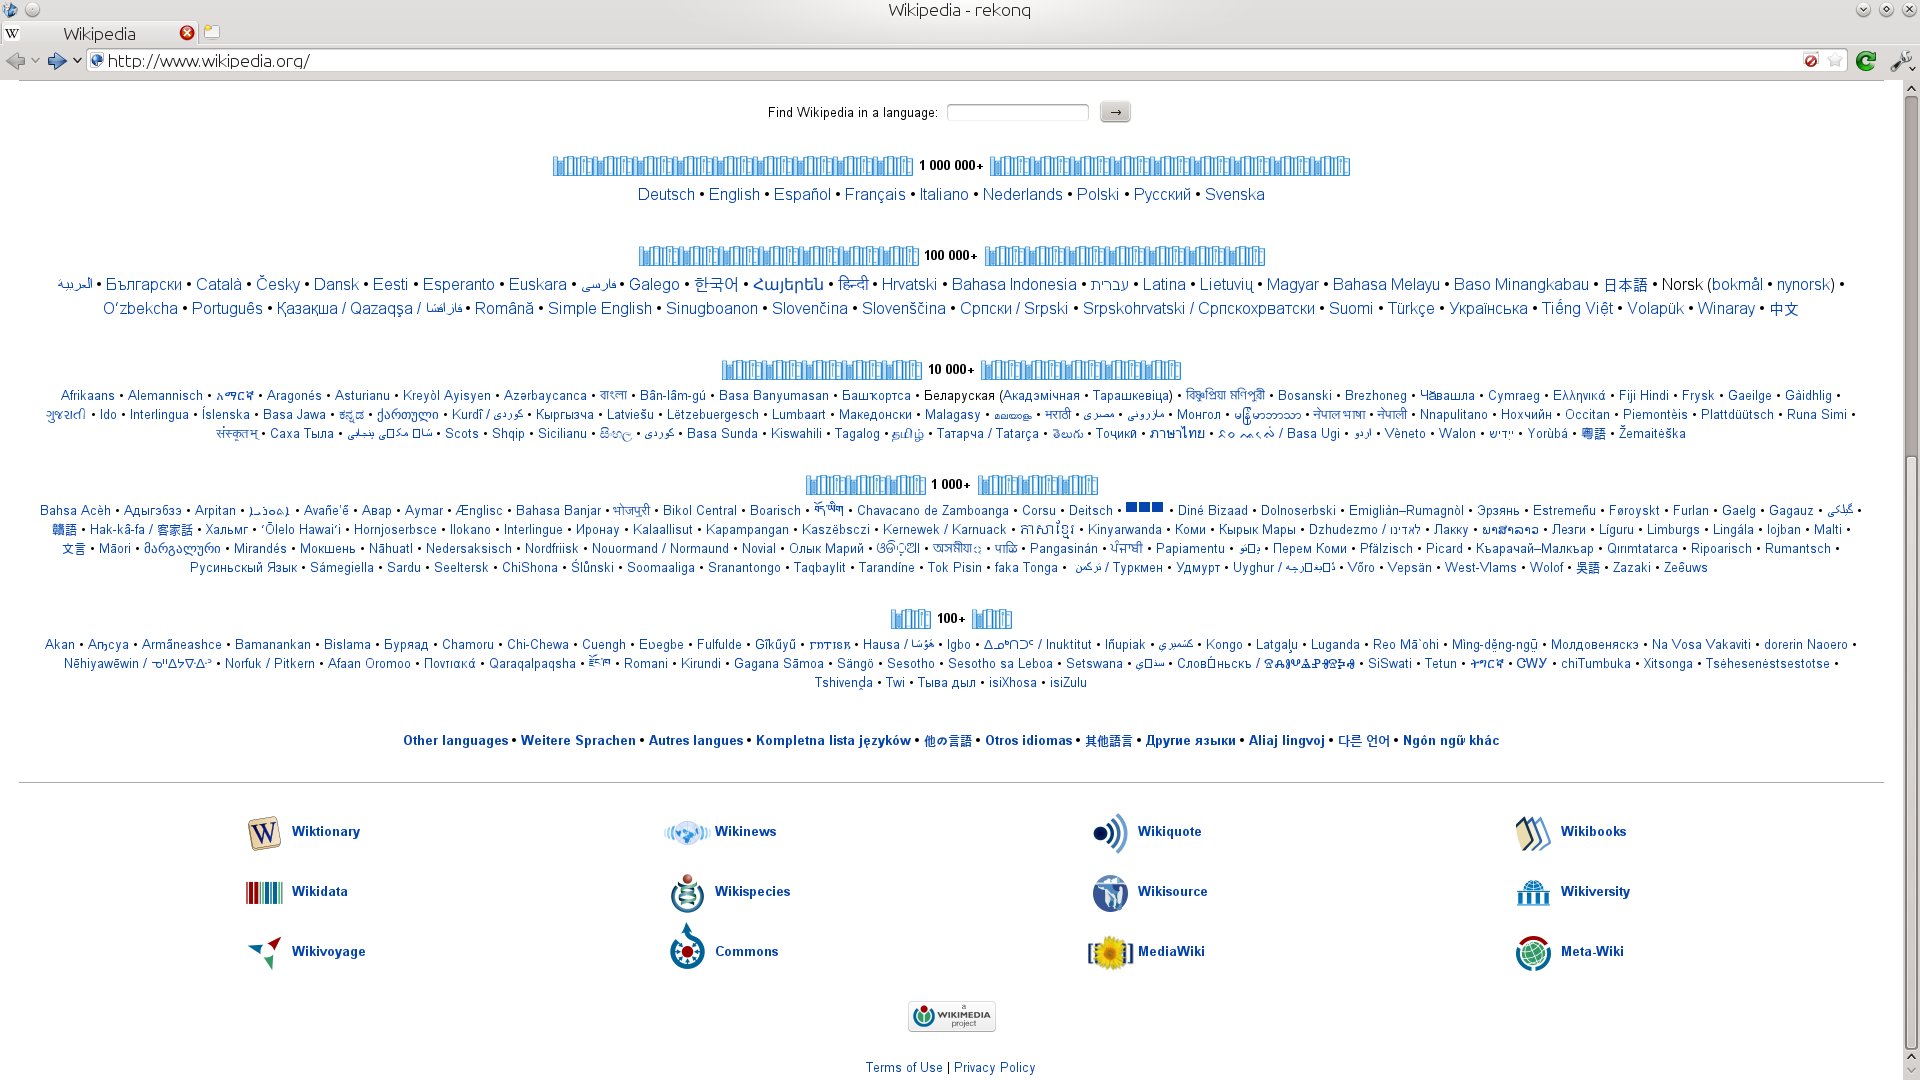 Wikipedia - rekonq
W Wikipedia
http://www.wikipedia.org/
Find Wikipedia in a language: →
1 000 000+
Deutsch • English • Español • Français • Italiano • Nederlands • Polski • Русский • Svenska
100 000+
العربية • Български • Català • Česky • Dansk • Eesti • Esperanto • Euskara • فارسی • Galego • 한국어 • Հայերեն • हिन्दी • Hrvatski • Bahasa Indonesia • עברית • Latina • Lietuvių • Magyar • Bahasa Melayu • Baso Minangkabau • 日本語 • Norsk (bokmål • nynorsk) •
O‘zbekcha • Português • Қазақша / Qazaqşa / قازاقشا • Română • Simple English • Sinugboanon • Slovenčina • Slovenščina • Српски / Srpski • Srpskohrvatski / Српскохрватски • Suomi • Türkçe • Українська • Tiếng Việt • Volapük • Winaray • 中文
10 000+
Afrikaans • Alemannisch • አማርኛ • Aragonés • Asturianu • Kreyòl Ayisyen • Azərbaycanca • বাংলা • Bân-lâm-gú • Basa Banyumasan • Башҡортса • Беларуская (Акадэмічная • Тарашкевіца) • বিষ্ণুপ্রিয়া মণিপুরী • Bosanski • Brezhoneg • Чӑвашла • Cymraeg • Ελληνικά • Fiji Hindi • Frysk • Gaeilge • Gàidhlig •
ગુજરાતી • Ido • Interlingua • Íslenska • Basa Jawa • ಕನ್ನಡ • ქართული • Kurdî / كوردی • Кыргызча • Latviešu • Lëtzebuergesch • Lumbaart • Македонски • Malagasy • മലയാളം • मराठी • مصرى • مازِرونی • Монгол • မြန်မာဘာသာ • नेपाल भाषा • नेपाली • Nnapulitano • Нохчийн • Occitan • Piemontèis • Plattdüütsch • Runa Simi •
संस्कृतम् • Саха Тыла • شاہ مکھی پنجابی • Scots • Shqip • Sicilianu • සිංහල • کوردی • Basa Sunda • Kiswahili • Tagalog • தமிழ் • Татарча / Tatarça • తెలుగు • Тоҷикӣ • ภาษาไทย • ᨅᨔ ᨕᨙᨁᨗ / Basa Ugi • اردو • Vèneto • Walon • ייִדיש • Yorùbá • 粵語 • Žemaitėška
1 000+
Bahsa Acèh • Адыгэбзэ • Arpitan • ܐܬܘܪܝܐ • Avañe’ẽ • Авар • Aymar • Ænglisc • Bahasa Banjar • भोजपुरी • Bikol Central • Boarisch • བོད་ཡིག • Chavacano de Zamboanga • Corsu • Deitsch • • Diné Bizaad • Dolnoserbski • Emigliàn–Rumagnòl • Эрзянь • Estremeñu • Føroyskt • Furlan • Gaelg • Gagauz • گیلکی •
贛語 • Hak-kâ-fa / 客家話 • Хальмг • ʻŌlelo Hawaiʻi • Hornjoserbsce • Ilokano • Interlingue • Иронау • Kalaallisut • Kapampangan • Kaszëbsczi • Kernewek / Karnuack • ភាសាខ្មែរ • Kinyarwanda • Коми • Кырык Мары • Dzhudezmo / לאדינו • Лакку • ພາສາລາວ • Лезги • Líguru • Limburgs • Lingála • lojban • Malti •
文言 • Māori • მარგალური • Mirandés • Мокшень • Nāhuatl • Nedersaksisch • Nordfriisk • Nouormand / Normaund • Novial • Олык Марий • ଓଡି଼ଆ • অসমীযা় • पाऴि • Pangasinán • ਪੰਜਾਬੀ • Papiamentu • پښتو • Перем Коми • Pfälzisch • Picard • Къарачай–Малкъар • Qırımtatarca • Ripoarisch • Rumantsch •
Русиньскый Язык • Sámegiella • Sardu • Seeltersk • ChiShona • Ślůnski • Soomaaliga • Sranantongo • Taqbaylit • Tarandíne • Tok Pisin • faka Tonga • تركمن / Туркмен • Удмурт • Uyghur / ئۇيغۇرچه • Võro • Vepsän • West-Vlams • Wolof • 吳語 • Zazaki • Zeêuws
100+
Akan • Аҧсуа • Armãneashce • Bamanankan • Bislama • Буряад • Chamoru • Chi-Chewa • Cuengh • Eʋegbe • Fulfulde • Gĩkũyũ • 𐌲𐌿𐍄𐌹𐍃𐌺 • Hausa / هَوُسَا • Igbo • ᐃᓄᒃᑎᑐᑦ / Inuktitut • Iñupiak • كشميري • Kongo • Latgaļu • Luganda • Reo Mā`ohi • Mìng-dĕ̤ng-ngṳ̄ • Молдовеняскэ • Na Vosa Vakaviti • dorerin Naoero •
Nēhiyawēwin / ᓀᐦᐃᔭᐍᐏᐣ • Norfuk / Pitkern • Afaan Oromoo • Ποντιακά • Qaraqalpaqsha • རྫོང་ཁ • Romani • Kirundi • Gagana Sāmoa • Sängö • Sesotho • Sesotho sa Leboa • Setswana • سنڌي • Словѣ́ньскъ / ⰔⰎⰑⰂⰡⰐⰠⰔⰍⰟ • SiSwati • Tetun • ትግርኛ • ᏣᎳᎩ • chiTumbuka • Xitsonga • Tsėhesenėstsestotse •
Tshivenḓa • Twi • Тыва дыл • isiXhosa • isiZulu
Other languages • Weitere Sprachen • Autres langues • Kompletna lista języków • 他の言語 • Otros idiomas • 其他語言 • Другие языки • Aliaj lingvoj • 다른 언어 • Ngôn ngữ khác
Wiktionary Wikinews Wikiquote Wikibooks
Wikidata Wikispecies Wikisource Wikiversity
Wikivoyage Commons MediaWiki Meta-Wiki
a
WIKIMEDIA
project
Terms of Use | Privacy Policy